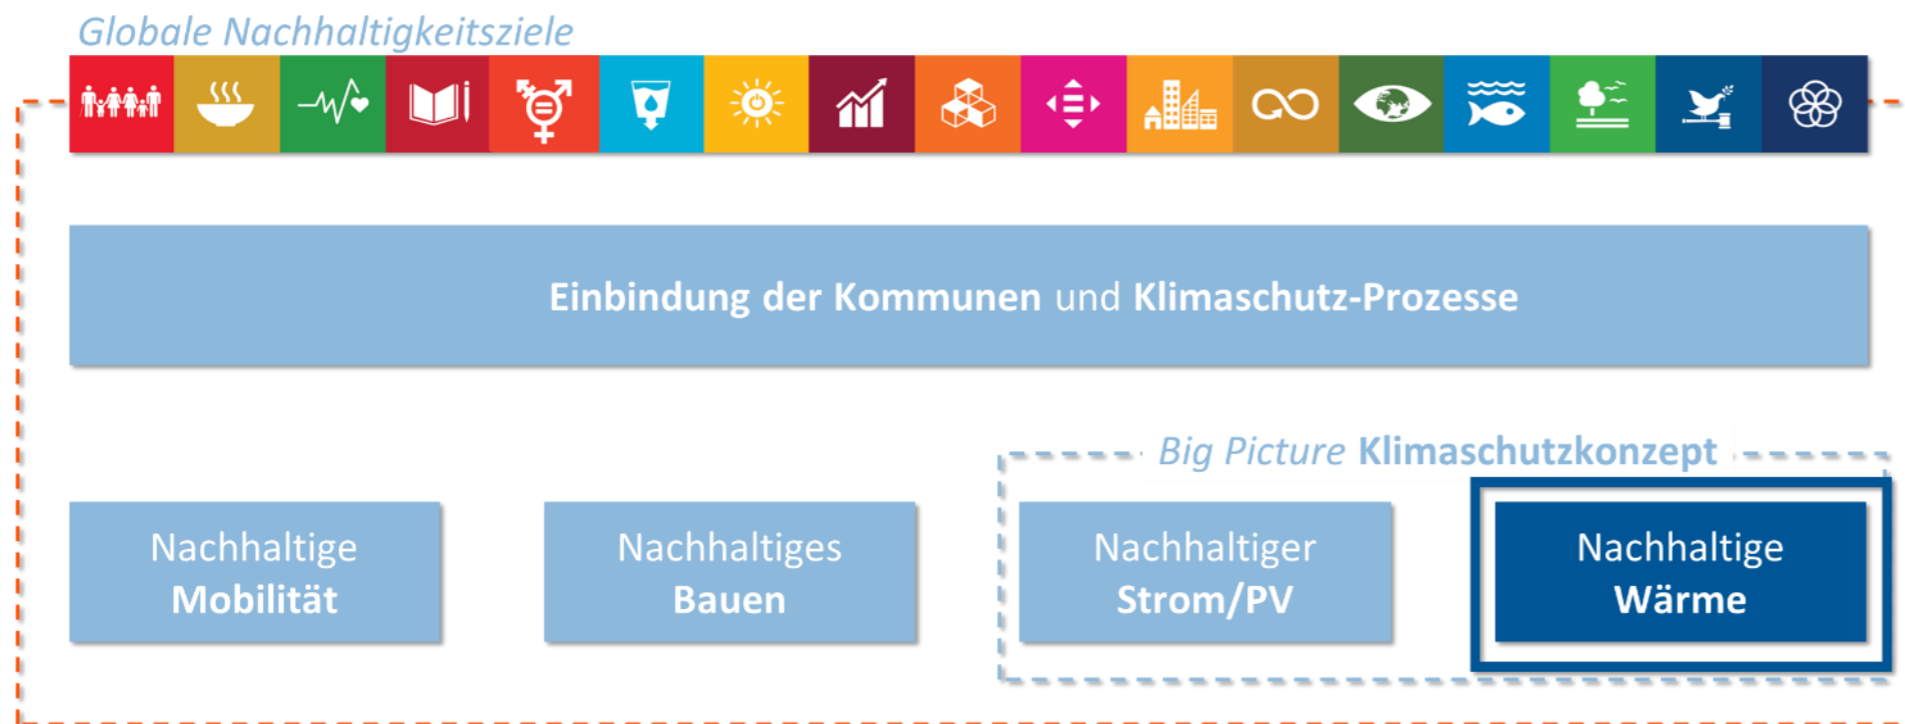 Globale Nachhaltigkeitsziele
Einbindung der Kommunen und Klimaschutz-Prozesse
Big Picture Klimaschutzkonzept
Nachhaltige
Mobilität
Nachhaltiges
Bauen
Nachhaltiger
Strom/PV
Nachhaltige
Wärme